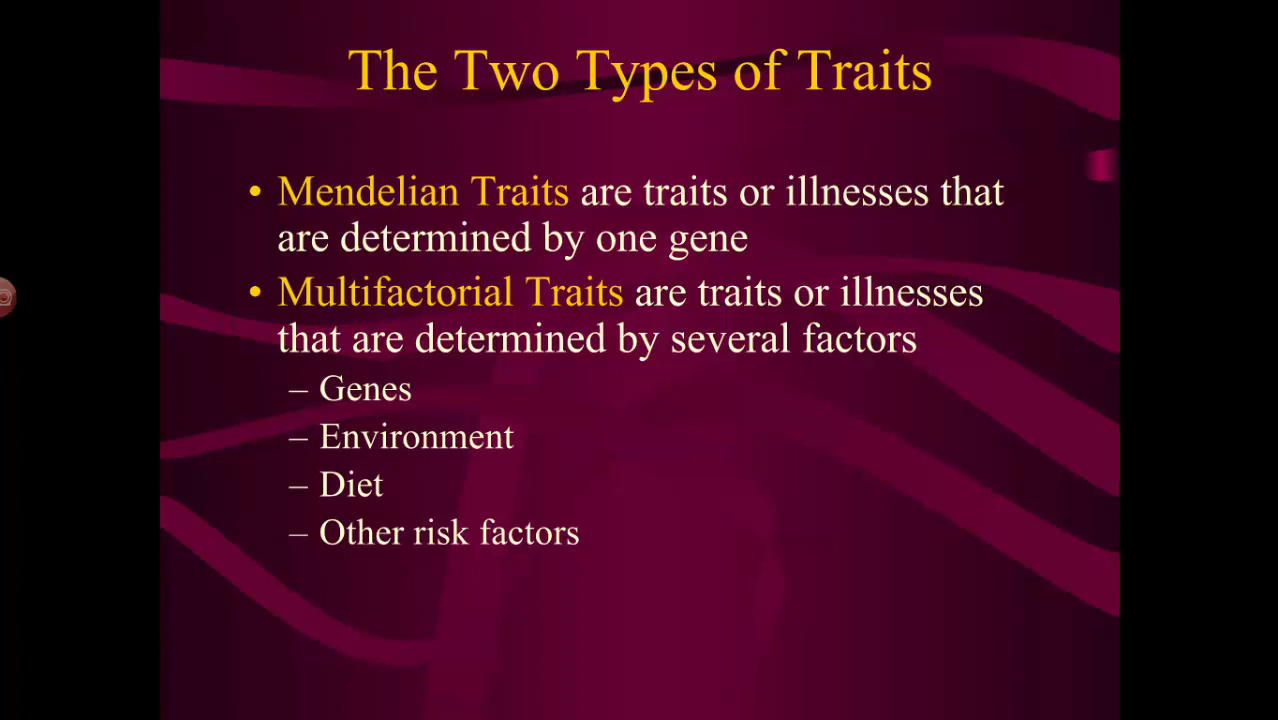 The Two Types of Traits
• Mendelian Traits are traits or illnesses that
are determined by one gene
• Multifactorial Traits are traits or illnesses
that are determined by several factors
– Genes
– Environment
– Diet
– Other risk factors